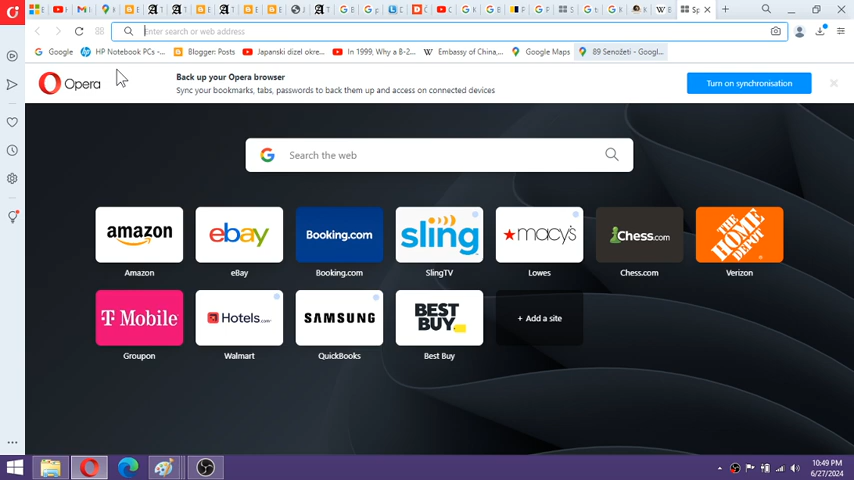 Enter search or web address
Google
HP Notebook PCs -...
Blogger: Posts
Japanski dizel okre...
In 1999, Why a B-2...
Embassy of China,...
Google Maps
89 Senožeti - Googl...
Opera
Back up your Opera browser
Sync your bookmarks, tabs, passwords to back them up and access on connected devices
Turn on synchronisation
Search the web
amazon
ebay
Booking.com
sling
macy's
Chess.com
THE HOME DEPOT
Amazon
eBay
Booking.com
SlingTV
Lowes
Chess.com
Verizon
T Mobile
Hotels.com
SAMSUNG
BEST BUY
+ Add a site
Groupon
Walmart
QuickBooks
Best Buy
10:49 PM
6/27/2024